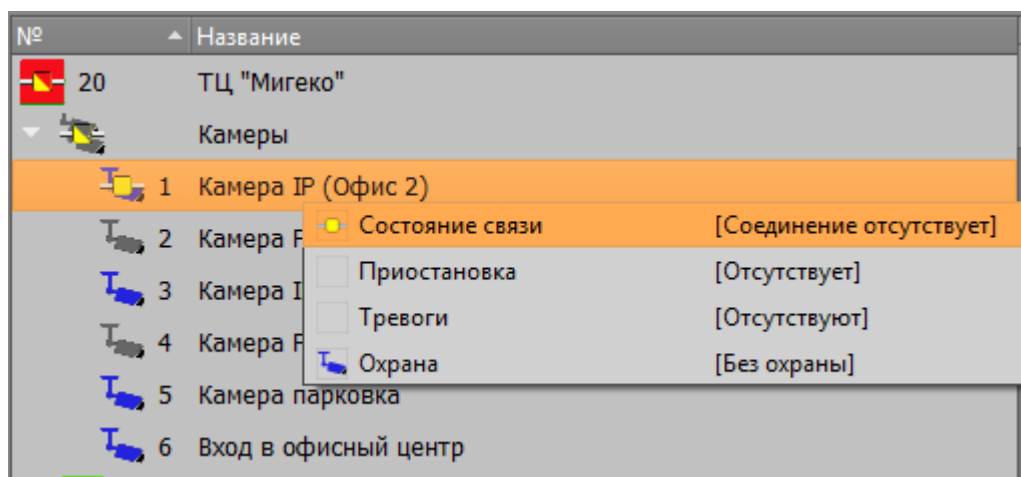 № Название
20 ТЦ "Мигеко"
Камеры
1 Камера IP (Офис 2)
Состояние связи [Соединение отсутствует]
2 Камера F
Приостановка [Отсутствует]
3 Камера I
Тревоги [Отсутствуют]
4 Камера F
Охрана [Без охраны]
5 Камера парковка
6 Вход в офисный центр